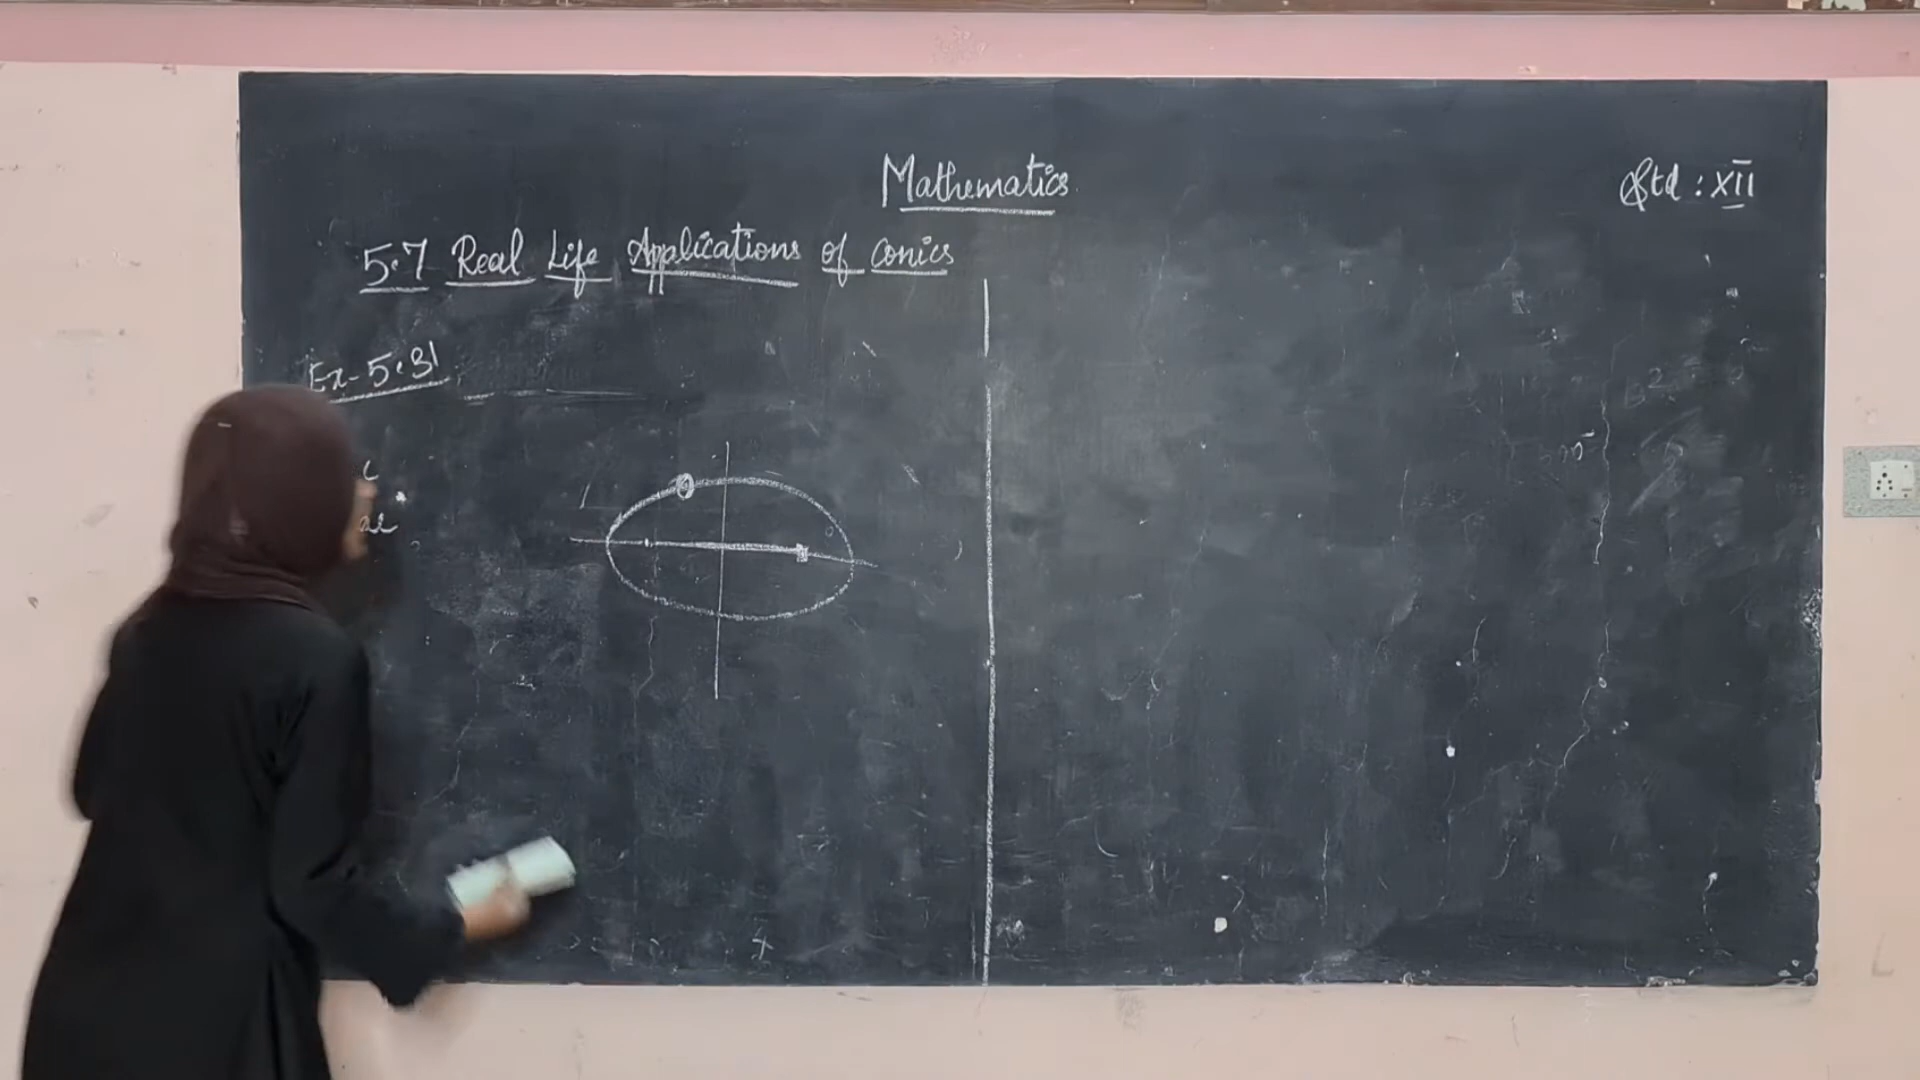 Mathematics
Std : XII
5.7 Real Life Applications of conics
Ex-5.31